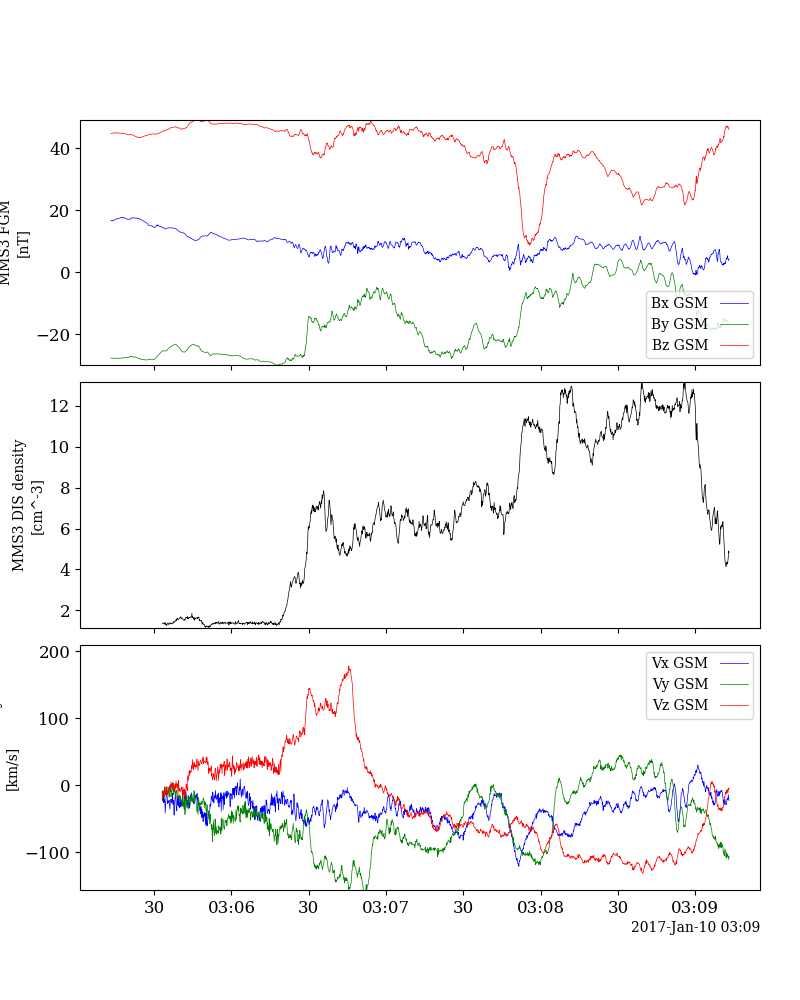 40
20
0
−20
MMS3 FGM
[nT]
Bx GSM
By GSM
Bz GSM
12
10
8
6
4
2
MMS3 DIS density
[cm^-3]
200
100
0
−100
[km/s]
Vx GSM
Vy GSM
Vz GSM
30 03:06 30 03:07 30 03:08 30 03:09
2017-Jan-10 03:09